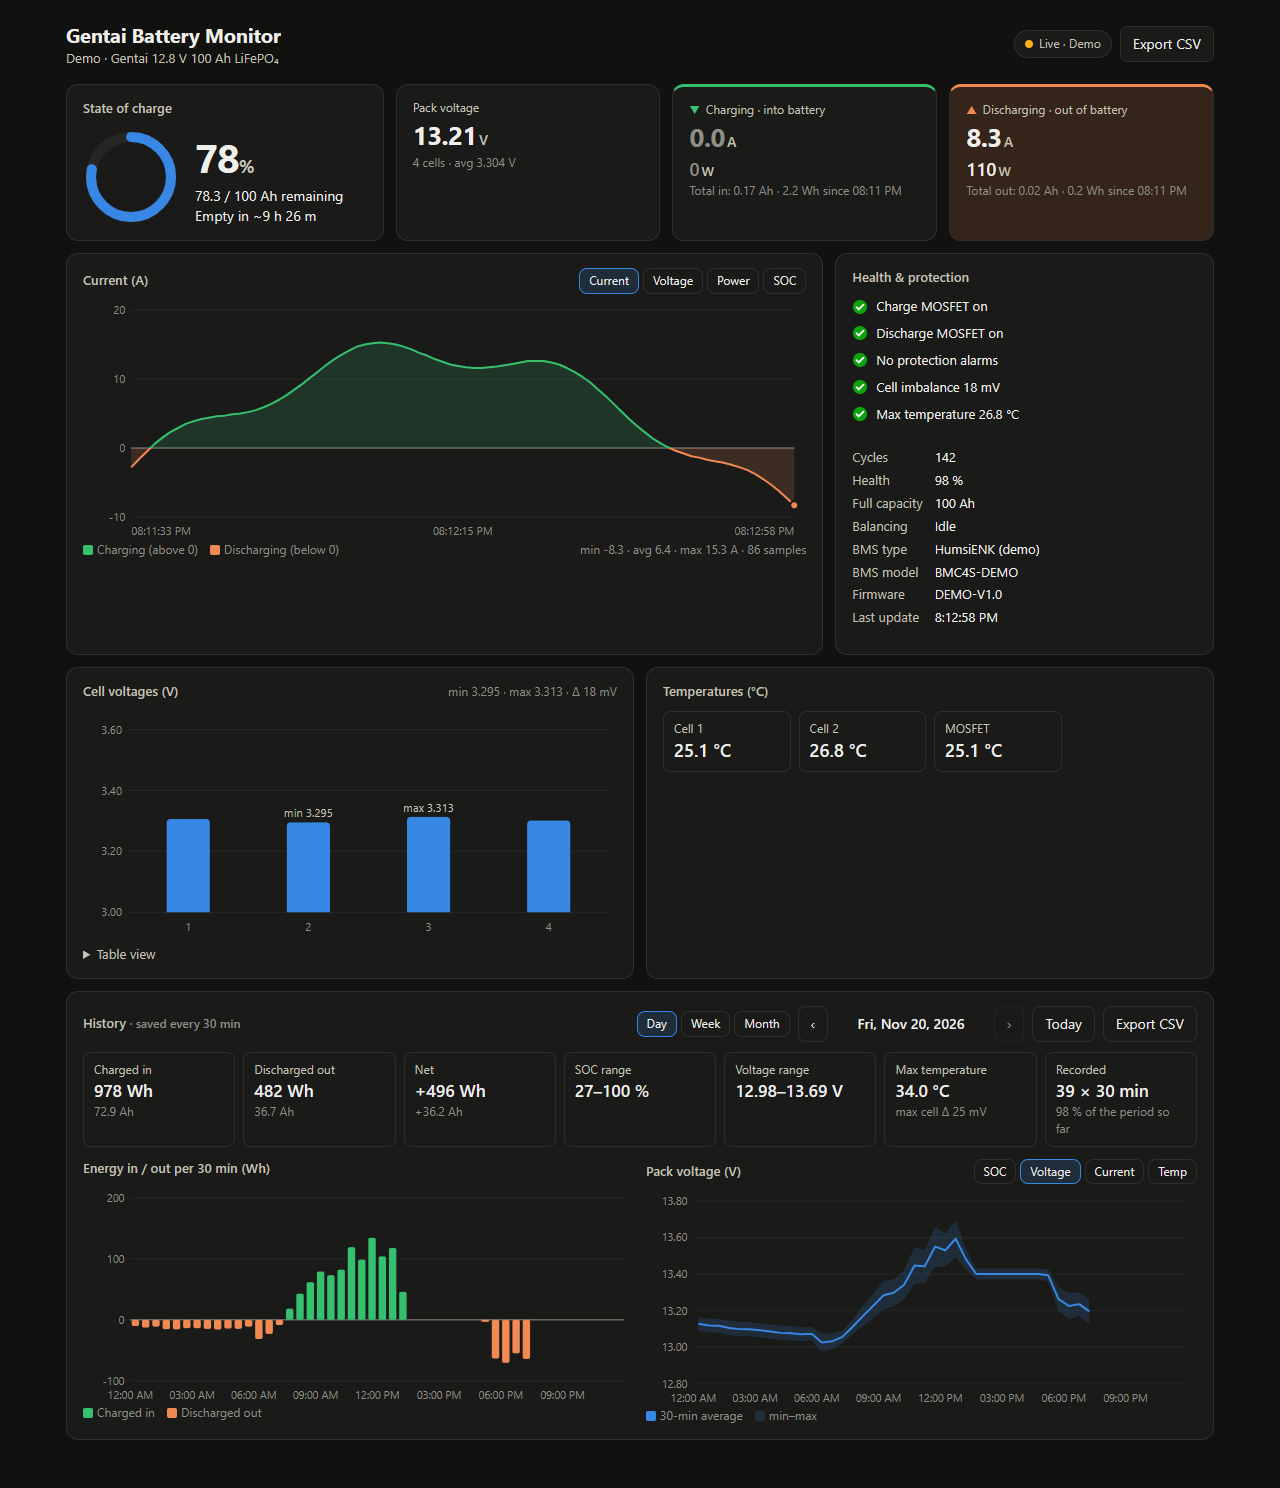 Gentai Battery Monitor
Demo · Gentai 12.8 V 100 Ah LiFePO₄
Live · Demo
Export CSV
State of charge
78%
78.3 / 100 Ah remaining
Empty in ~9 h 26 m
Pack voltage
13.21 V
4 cells · avg 3.304 V
▼ Charging · into battery
0.0 A
0 W
Total in: 0.17 Ah · 2.2 Wh since 08:11 PM
▲ Discharging · out of battery
8.3 A
110 W
Total out: 0.02 Ah · 0.2 Wh since 08:11 PM
Current (A)
Current
Voltage
Power
SOC
20
10
0
-10
08:11:33 PM
08:12:15 PM
08:12:58 PM
Charging (above 0)
Discharging (below 0)
min -8.3 · avg 6.4 · max 15.3 A · 86 samples
Health & protection
Charge MOSFET on
Discharge MOSFET on
No protection alarms
Cell imbalance 18 mV
Max temperature 26.8 °C
Cycles 142
Health 98 %
Full capacity 100 Ah
Balancing Idle
BMS type HumsiENK (demo)
BMS model BMC4S-DEMO
Firmware DEMO-V1.0
Last update 8:12:58 PM
Cell voltages (V)
min 3.295 · max 3.313 · Δ 18 mV
3.60
3.40
3.20
3.00
min 3.295
max 3.313
1
2
3
4
▶ Table view
Temperatures (°C)
Cell 1
25.1 °C
Cell 2
26.8 °C
MOSFET
25.1 °C
History · saved every 30 min
Day
Week
Month
‹
Fri, Nov 20, 2026
›
Today
Export CSV
Charged in
978 Wh
72.9 Ah
Discharged out
482 Wh
36.7 Ah
Net
+496 Wh
+36.2 Ah
SOC range
27–100 %
Voltage range
12.98–13.69 V
Max temperature
34.0 °C
max cell Δ 25 mV
Recorded
39 × 30 min
98 % of the period so
far
Energy in / out per 30 min (Wh)
200
100
0
-100
12:00 AM
03:00 AM
06:00 AM
09:00 AM
12:00 PM
03:00 PM
06:00 PM
09:00 PM
Charged in
Discharged out
Pack voltage (V)
SOC
Voltage
Current
Temp
13.80
13.60
13.40
13.20
13.00
12.80
12:00 AM
03:00 AM
06:00 AM
09:00 AM
12:00 PM
03:00 PM
06:00 PM
09:00 PM
30-min average
min–max